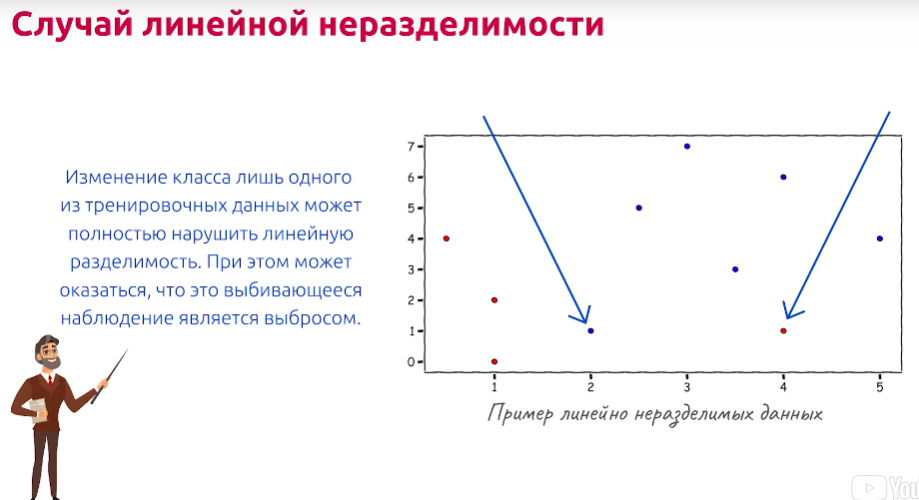 Случай линейной неразделимости
Изменение класса лишь одного
из тренировочных данных может
полностью нарушить линейную
разделимость. При этом может
оказаться, что это выбивающееся
наблюдение является выбросом.
7
6
5
4
3
2
1
0
1 2 3 4 5
Пример линейно неразделимых данных
You